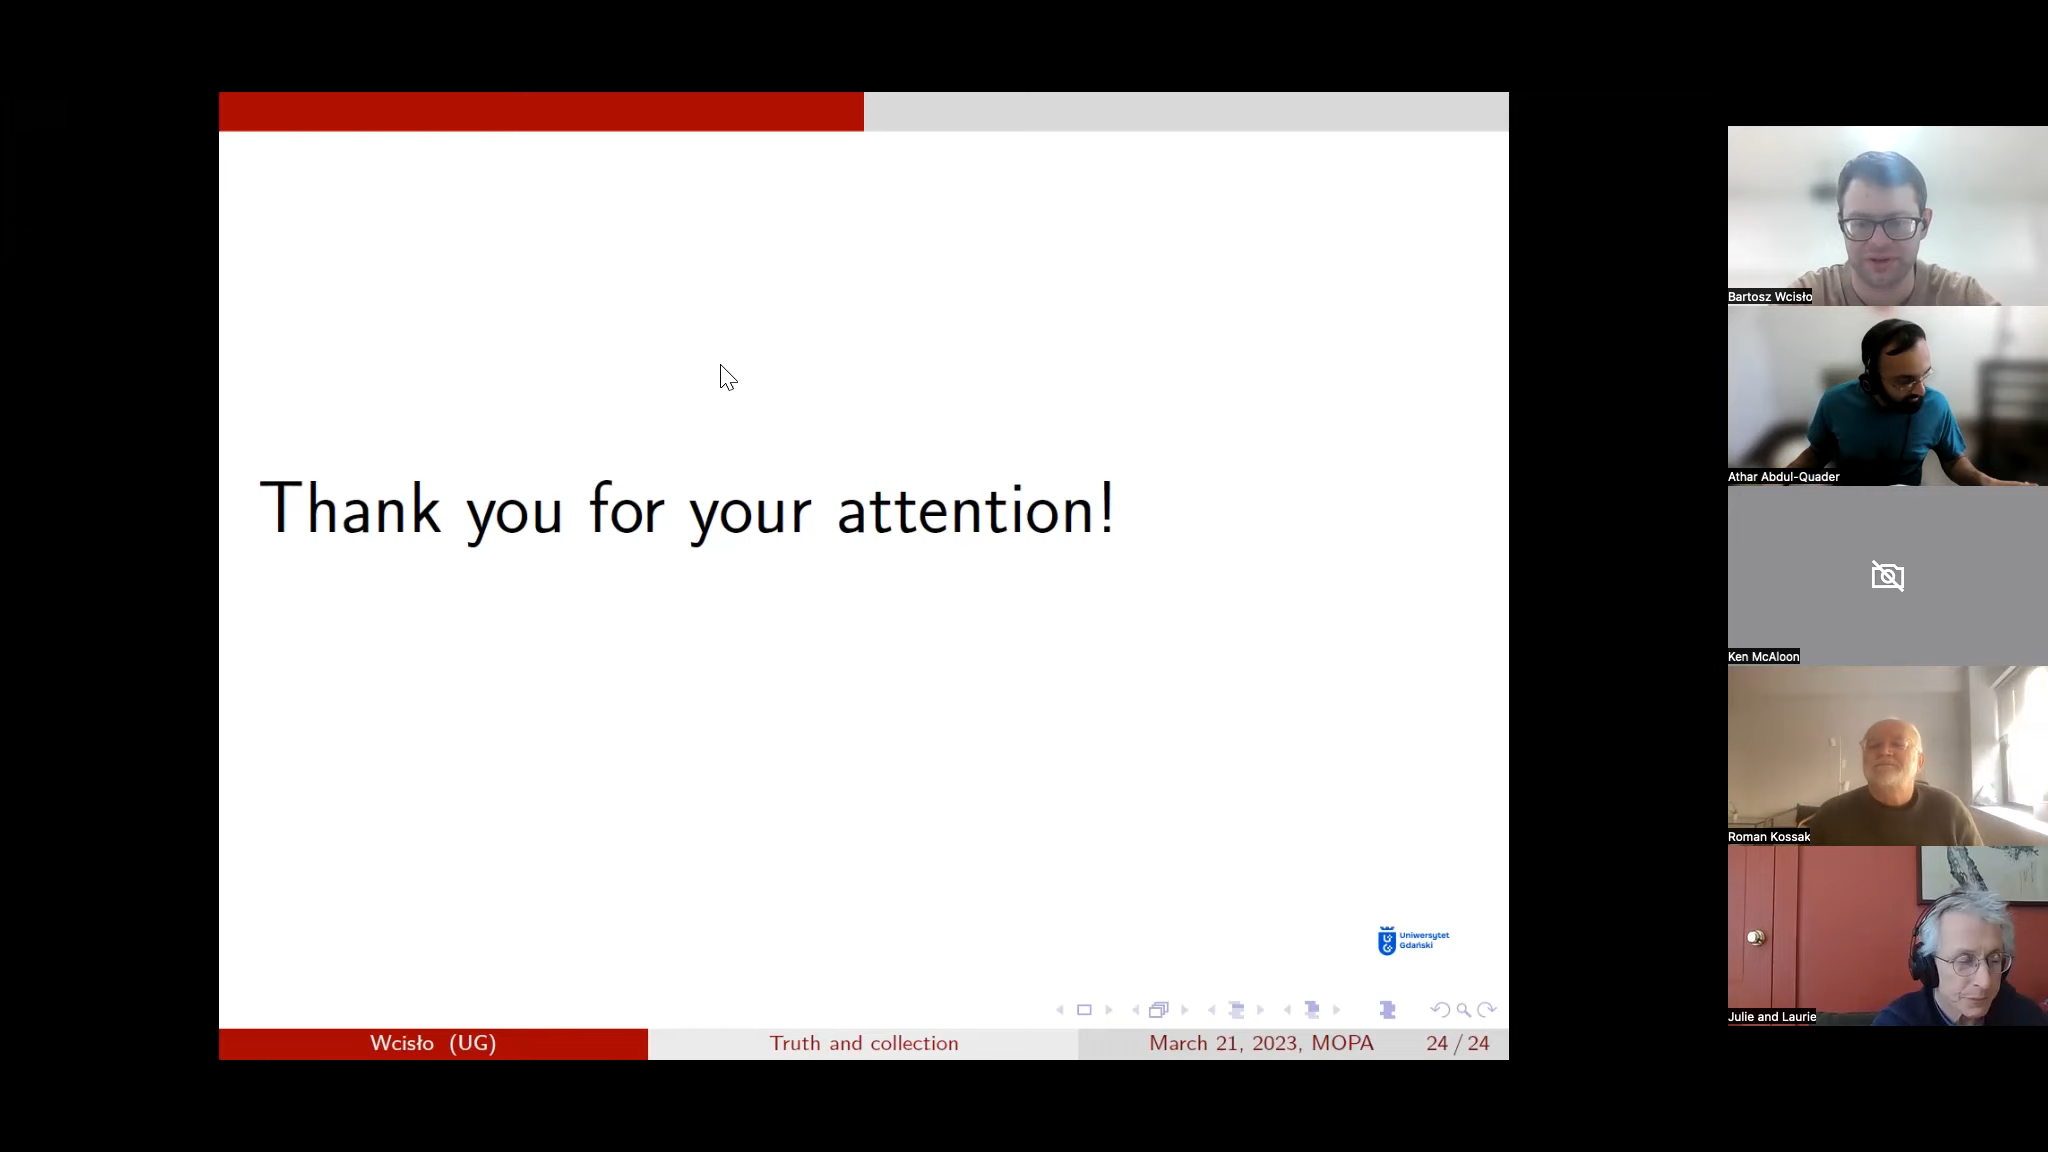 Thank you for your attention!
Uniwersytet
Gdański
Wcisło (UG)
Truth and collection
March 21, 2023, MOPA
24 / 24
Bartosz Wcisło
Athar Abdul-Quader
Ken McAloon
Roman Kossak
Julie and Laurie